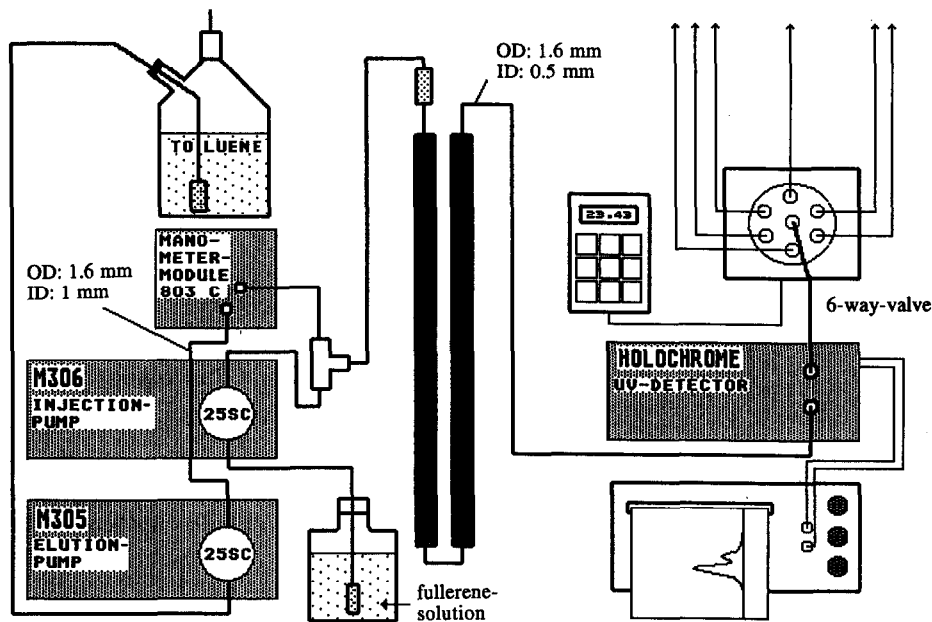 OD: 1.6 mm
ID: 0.5 mm
TOLUENE
23.43
MANO-
METER-
MODULE
803 C
OD: 1.6 mm
ID: 1 mm
6-way-valve
HOLOCHROME
UV-DETECTOR
M306
INJECTION-
PUMP
25SC
M305
ELUTION-
PUMP
25SC
fullerene-
solution